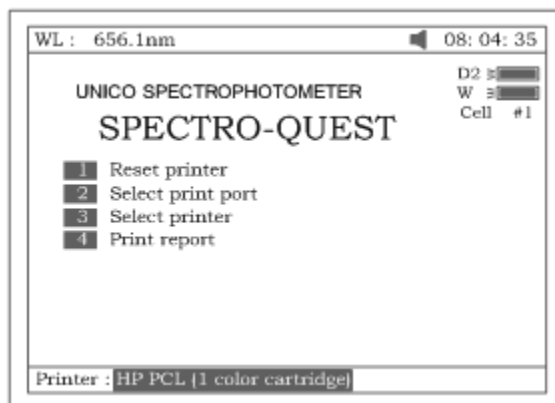 WL : 656.1nm 08: 04: 35
D2
W
Cell #1
UNICO SPECTROPHOTOMETER
SPECTRO-QUEST
1 Reset printer
2 Select print port
3 Select printer
4 Print report
Printer : HP PCL (1 color cartridge)